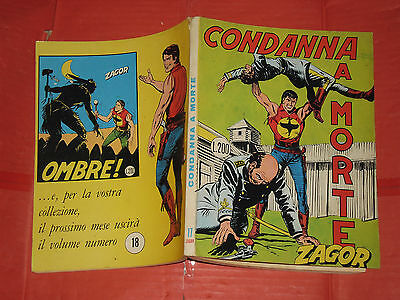 ZAGOR
OMBRE!
...e, per la vostra
collezione,
il prossimo mese uscirà
il volume numero
18
CONDANNA A MORTE
17
ZAGOR
CONDANNA
A
MORTE
L. 200
ZAGOR